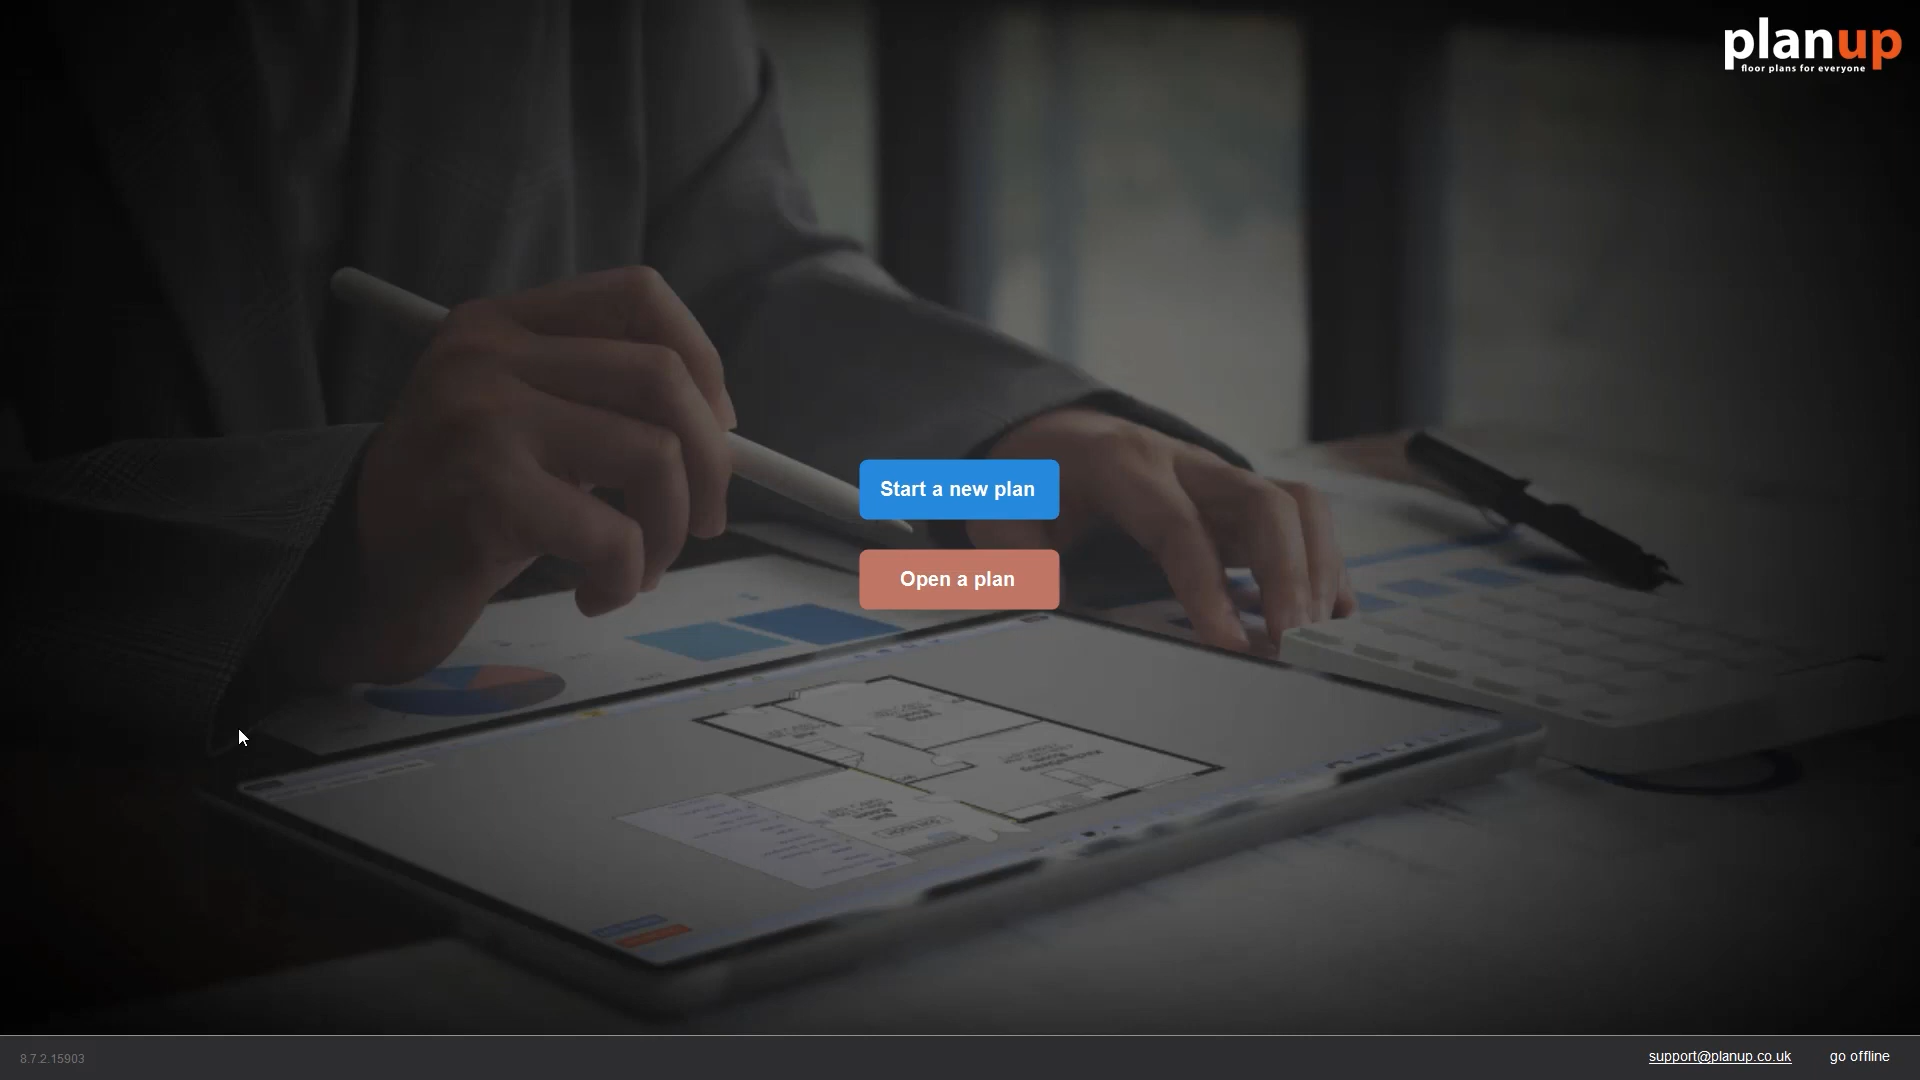 planup
floor plans for everyone
Start a new plan
Open a plan
8.7.2.15903
support@planup.co.uk
go offline